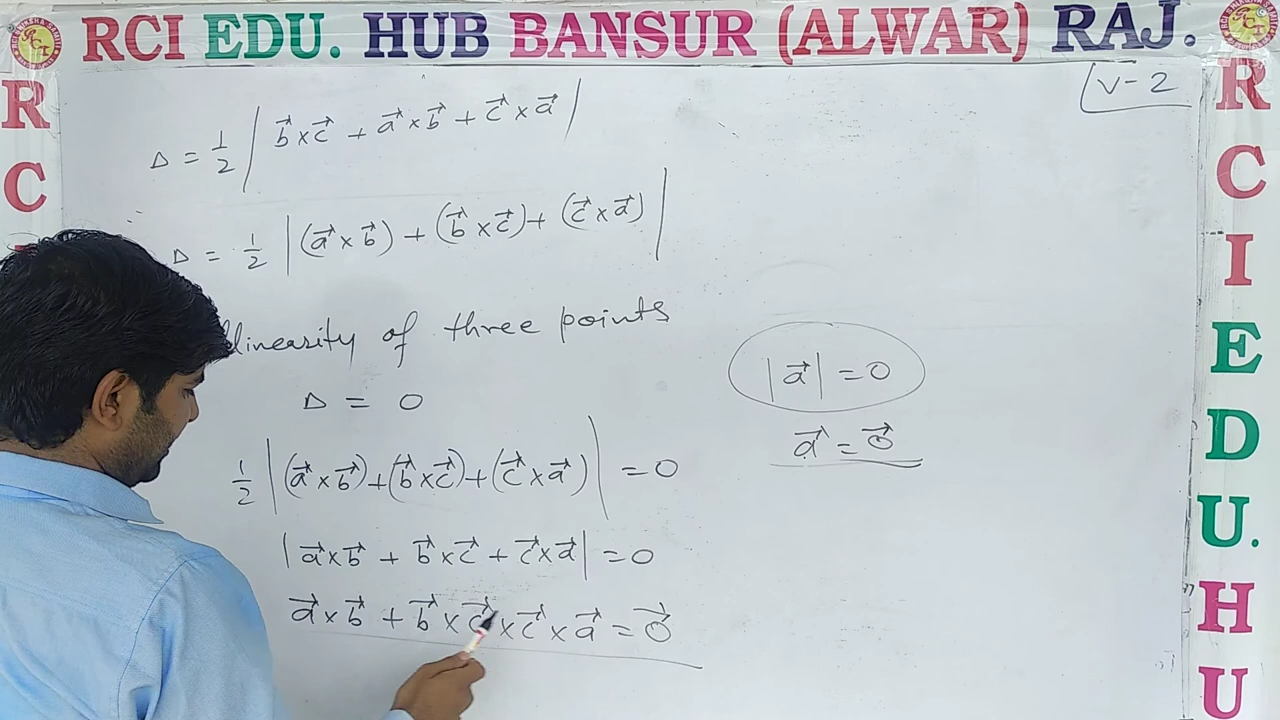 RCI EDU. HUB BANSUR (ALWAR) RAJ.
V-2
Δ = 1/2 | b⃗ × c⃗ + a⃗ × b⃗ + c⃗ × a⃗ |
∴ Δ = 1/2 | (a⃗ × b⃗) + (b⃗ × c⃗) + (c⃗ × a⃗) |
of three points
Δ = 0
1/2 | (a⃗ × b⃗) + (b⃗ × c⃗) + (c⃗ × a⃗) | = 0
| a⃗ × b⃗ + b⃗ × c⃗ + c⃗ × a⃗ | = 0
a⃗ × b⃗ + b⃗ × c⃗ × c⃗ × a⃗ = 0⃗
| a⃗ | = 0
a⃗ = 0⃗
R
C
R
C
I
E
D
U.
H
U